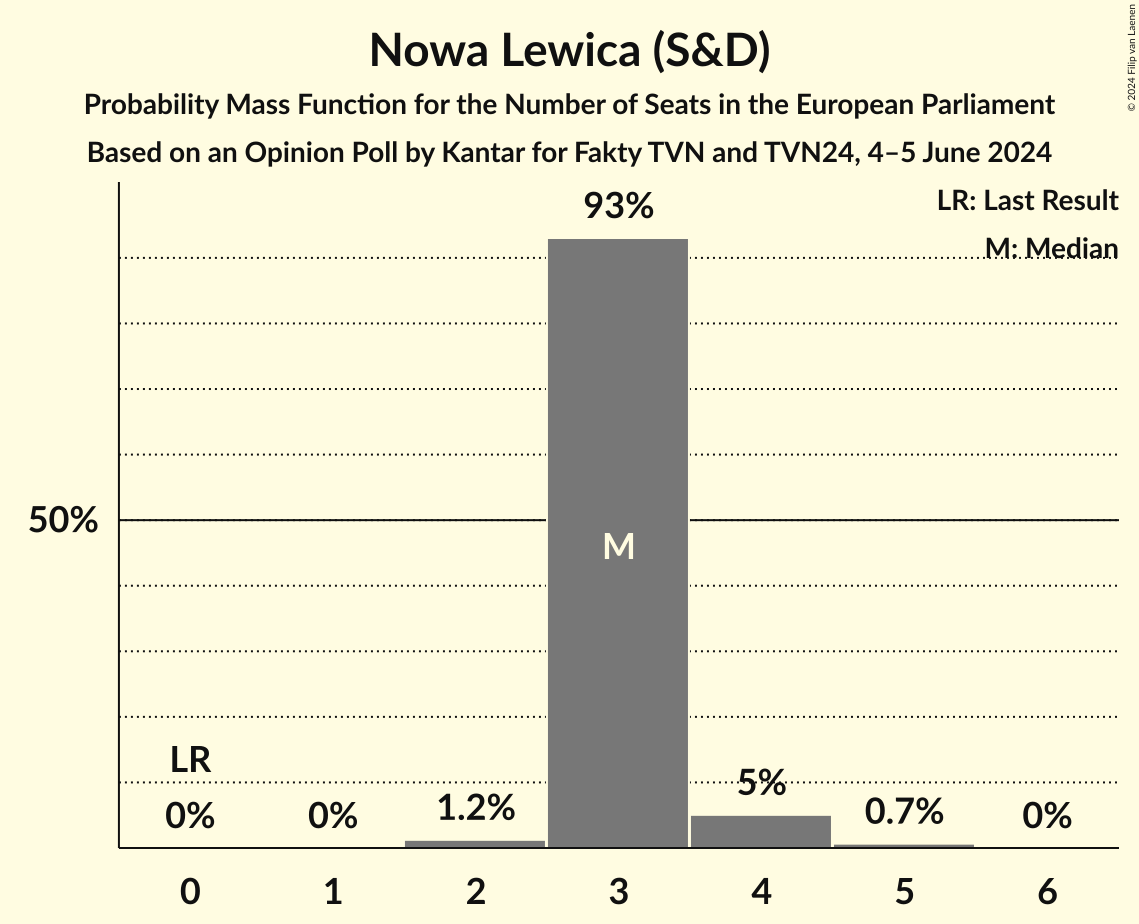 Nowa Lewica (S&D)
Probability Mass Function for the Number of Seats in the European Parliament
Based on an Opinion Poll by Kantar for Fakty TVN and TVN24, 4–5 June 2024
© 2024 Filip van Laenen
LR: Last Result
M: Median
93%
50%
M
LR
0%
0%
1.2%
5%
0.7%
0%
0 1 2 3 4 5 6